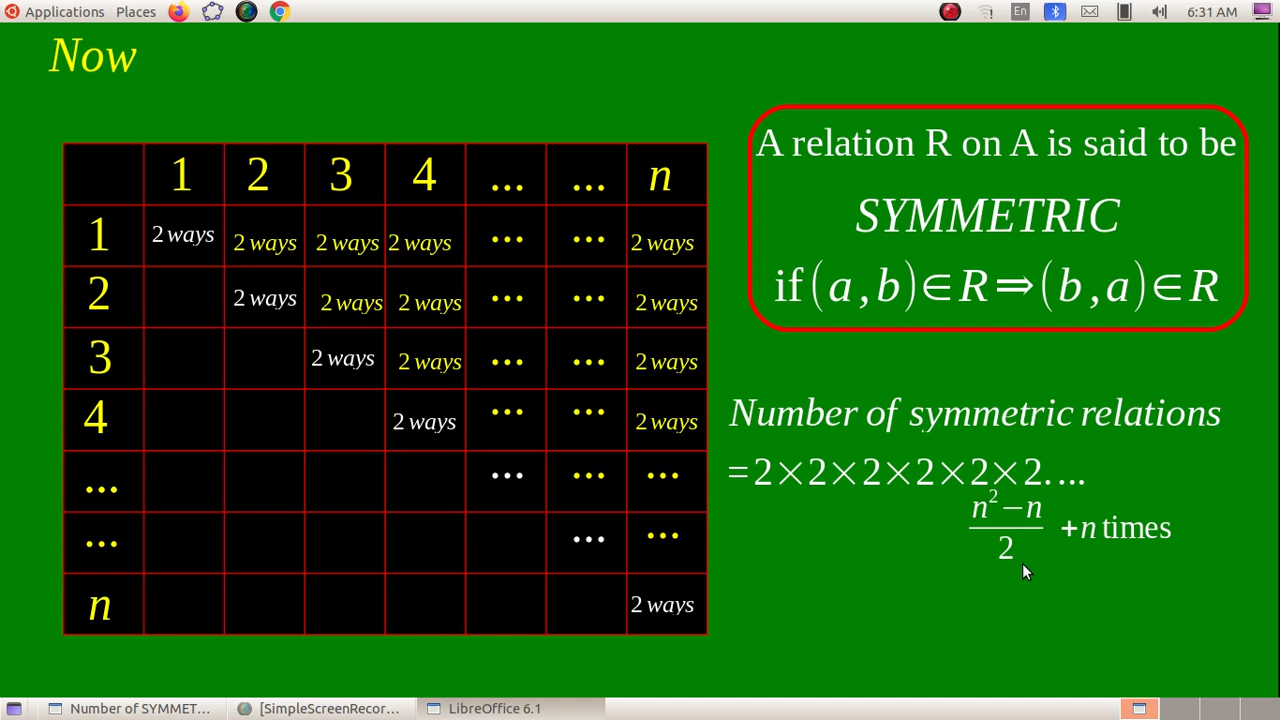 Applications Places En 6:31 AM
Now
A relation R on A is said to be
SYMMETRIC
if (a,b)∈R⇒(b,a)∈R
1 2 3 4 ... ... n
1 2 ways 2 ways 2 ways 2 ways ... ... 2 ways
2 2 ways 2 ways 2 ways ... ... 2 ways
3 2 ways 2 ways ... ... 2 ways
4 2 ways ... ... 2 ways
... ... ... ...
... ... ...
n 2 ways
Number of symmetric relations
=2×2×2×2×2×2....
n²−n
2
+n times
Number of SYMMET... [SimpleScreenRecor... LibreOffice 6.1